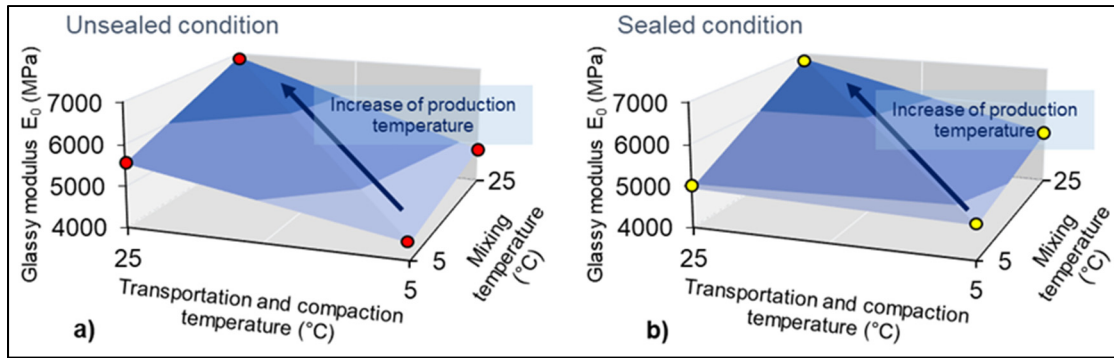 Unsealed condition
Glassy modulus E0 (MPa)
7000
6000
5000
4000
Increase of production
temperature
25
5
5
25
Mixing
temperature
(°C)
Transportation and compaction
temperature (°C)
a)
Sealed condition
Glassy modulus E0 (MPa)
7000
6000
5000
4000
Increase of production
temperature
25
5
5
25
Mixing
temperature
(°C)
Transportation and compaction
temperature (°C)
b)